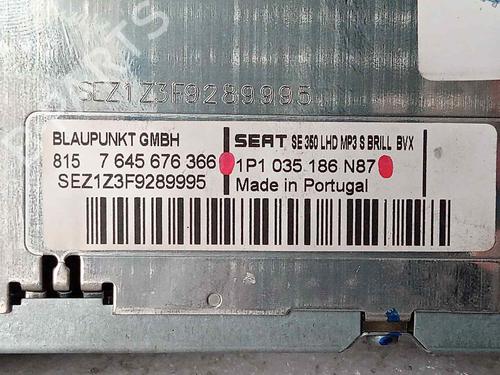 SEZ1Z3F9289995
BLAUPUNKT GMBH
815 7 645 676 366
SEZ1Z3F9289995
SEAT SE 350 LHD MP3 S BRILL BVX
1P1 035 186 N87
Made in Portugal
PARTS